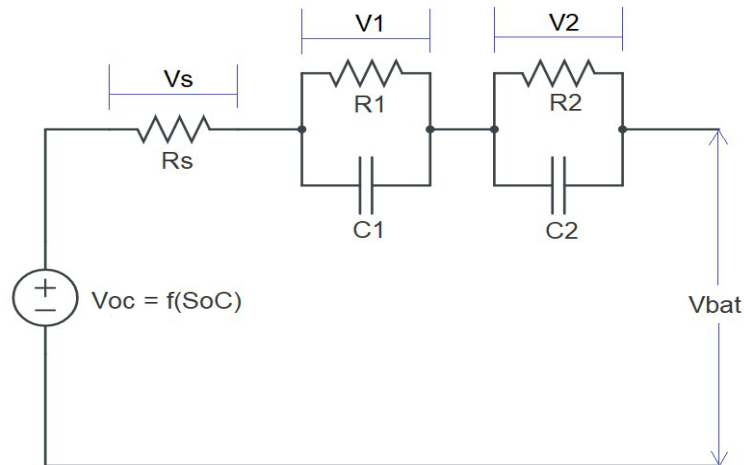 V1
V2
Vs
R1
R2
Rs
C1
C2
Voc = f(SoC)
Vbat